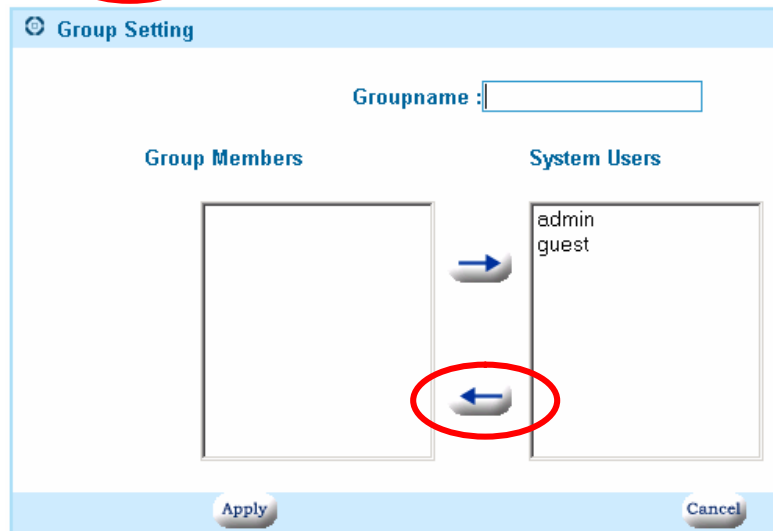 Group Setting
Groupname :
Group Members
System Users
admin
guest
Apply
Cancel